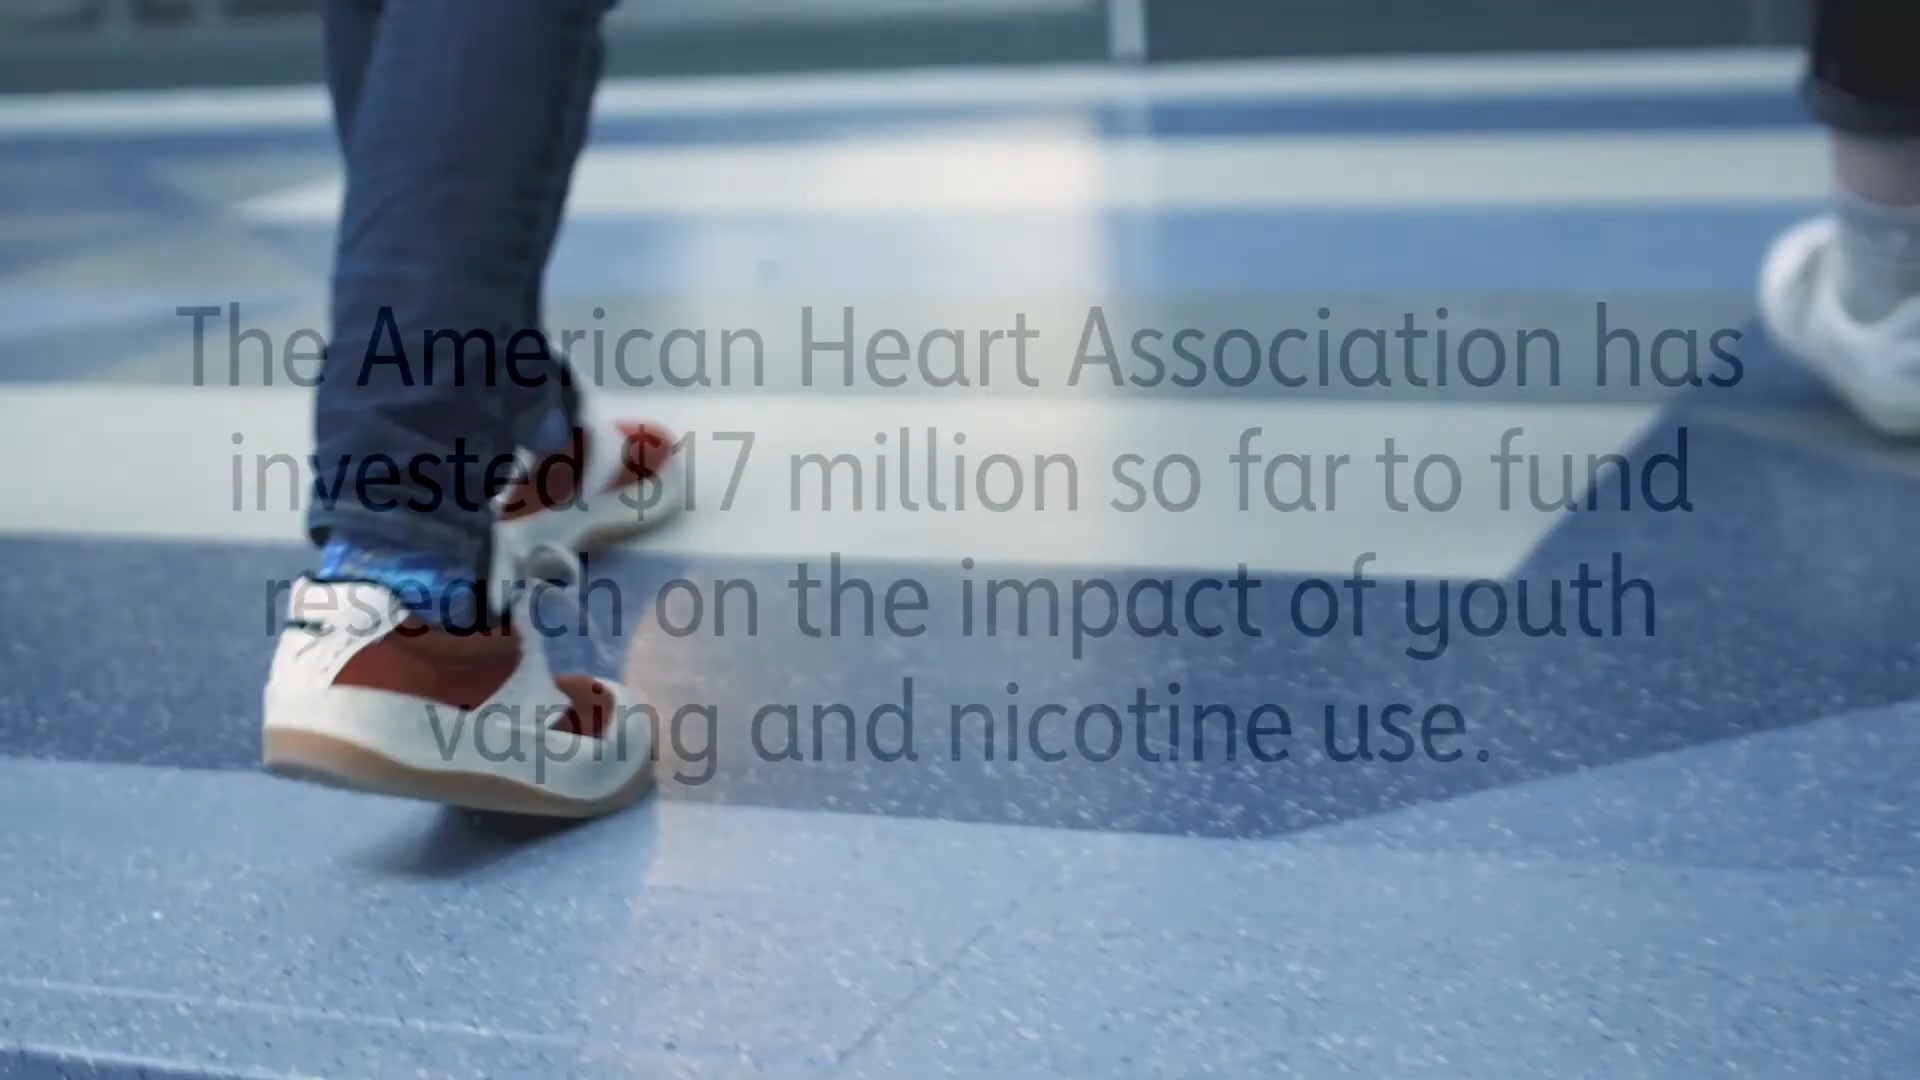 The American Heart Association has
invested $17 million so far to fund
research on the impact of youth
vaping and nicotine use.